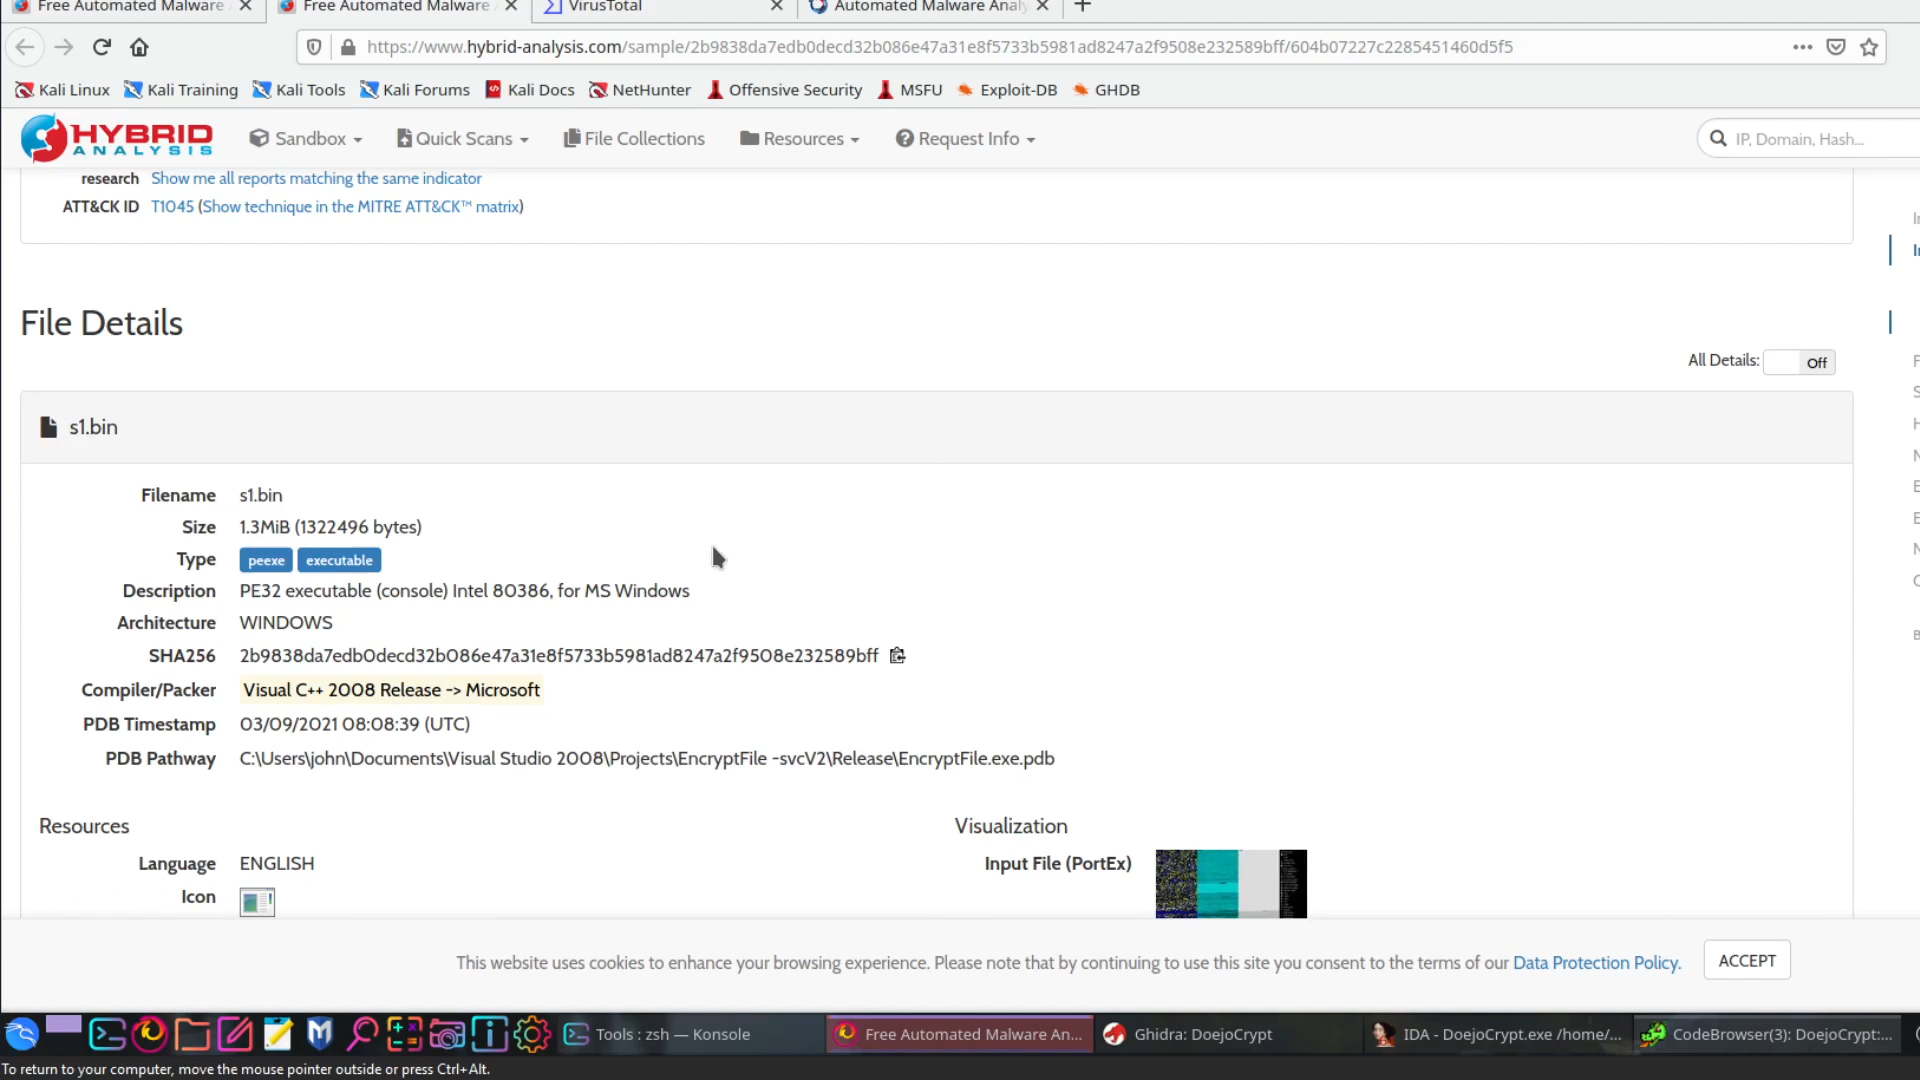 Free Automated Malware
Free Automated Malware
VirusTotal
Automated Malware Analy
https://www.hybrid-analysis.com/sample/2b9838da7edb0decd32b086e47a31e8f5733b5981ad8247a2f9508e232589bff/604b07227c2285451460d5f5
Kali Linux
Kali Training
Kali Tools
Kali Forums
Kali Docs
NetHunter
Offensive Security
MSFU
Exploit-DB
GHDB
HYBRID
ANALYSIS
Sandbox
Quick Scans
File Collections
Resources
Request Info
IP, Domain, Hash...
research Show me all reports matching the same indicator
ATT&CK ID T1045 (Show technique in the MITRE ATT&CK™ matrix)
File Details
All Details: Off
s1.bin
Filename s1.bin
Size 1.3MiB (1322496 bytes)
Type peexe executable
Description PE32 executable (console) Intel 80386, for MS Windows
Architecture WINDOWS
SHA256 2b9838da7edb0decd32b086e47a31e8f5733b5981ad8247a2f9508e232589bff
Compiler/Packer Visual C++ 2008 Release -> Microsoft
PDB Timestamp 03/09/2021 08:08:39 (UTC)
PDB Pathway C:\Users\john\Documents\Visual Studio 2008\Projects\EncryptFile -svcV2\Release\EncryptFile.exe.pdb
Resources
Language ENGLISH
Icon
Visualization
Input File (PortEx)
This website uses cookies to enhance your browsing experience. Please note that by continuing to use this site you consent to the terms of our Data Protection Policy.
ACCEPT
Tools : zsh — Konsole
Free Automated Malware An...
Ghidra: DoejoCrypt
IDA - DoejoCrypt.exe /home/...
CodeBrowser(3): DoejoCrypt:...
To return to your computer, move the mouse pointer outside or press Ctrl+Alt.